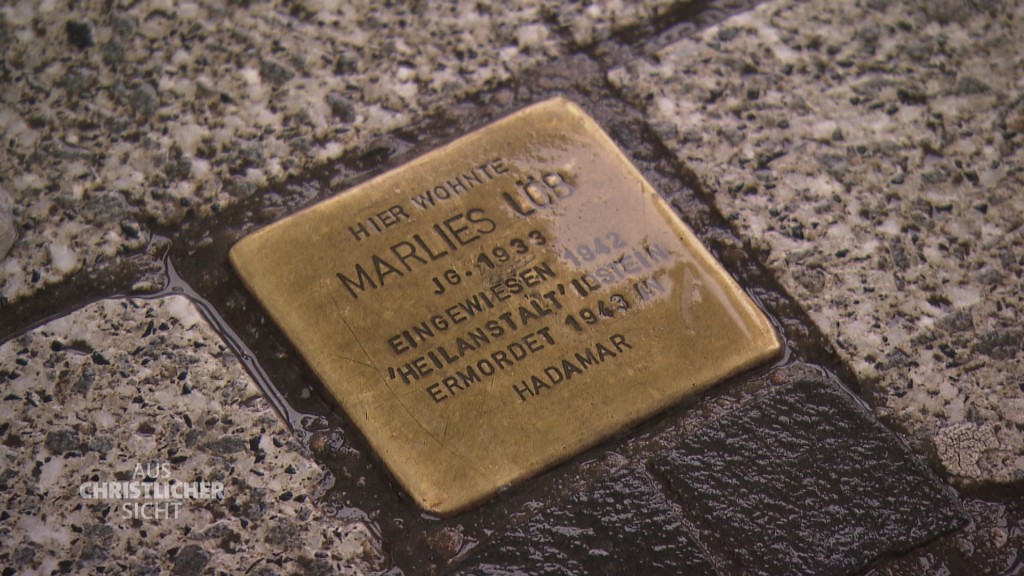 HIER WOHNTE
MARLIES LÖB
JG. 1933
EINGEWIESEN 1942
'HEILANSTALT' IDSTEIN
ERMORDET 1943 IN
HADAMAR
AUS
CHRISTLICHER
SICHT